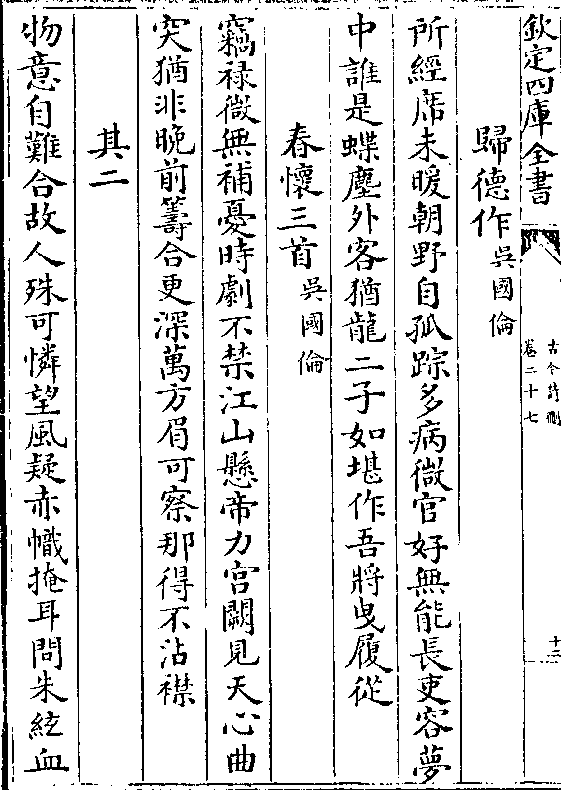 欽定四庫全書
古今詩刪
卷二十七
十二
歸德作吳國倫
所經席未暖朝野自孤踪多病微官好無能長吏容夢
中誰是蝶塵外客猶龍二子如堪作吾將曳履從
春懷三首吳國倫
竊禄微無補憂時劇不禁江山懸帝力宫闕見天心曲
突猶非晚前籌合更深萬方眉可察那得不沾襟
其二
物意自難合故人殊可憐望風疑赤幟掩耳問朱絃血